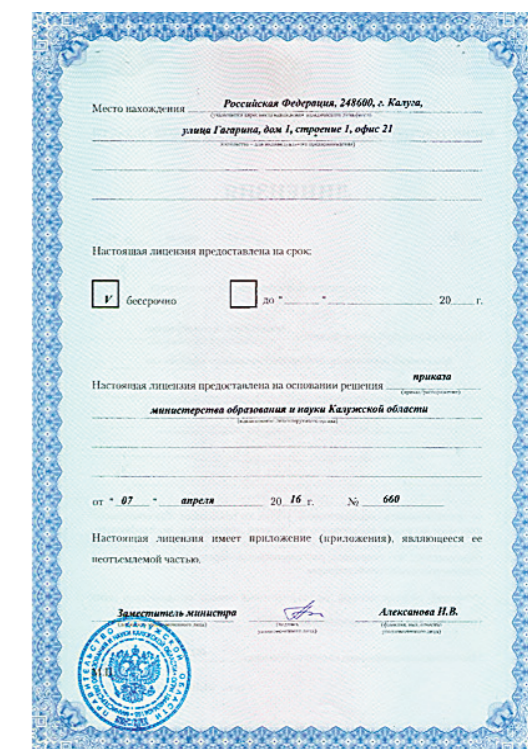 Место нахождения Российская Федерация, 248600, г. Калуга,
улица Гагарина, дом 1, строение 1, офис 21
Настоящая лицензия предоставлена на срок:
V бессрочно до " " 20 г.
Настоящая лицензия предоставлена на основании решения приказа
министерства образования и науки Калужской области
от " 07 " апреля 20 16 г. № 660
Настоящая лицензия имеет приложение (приложения), являющееся ее
неотъемлемой частью.
Заместитель министра Алексанова Н.В.